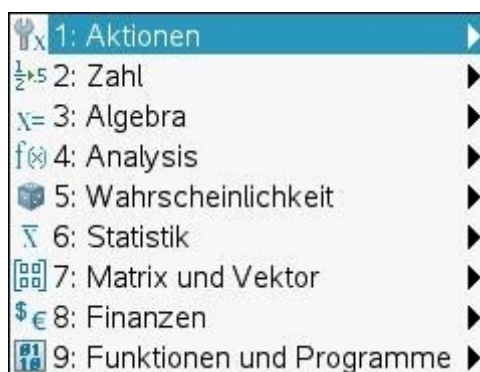 1: Aktionen
2: Zahl
3: Algebra
4: Analysis
5: Wahrscheinlichkeit
6: Statistik
7: Matrix und Vektor
8: Finanzen
9: Funktionen und Programme